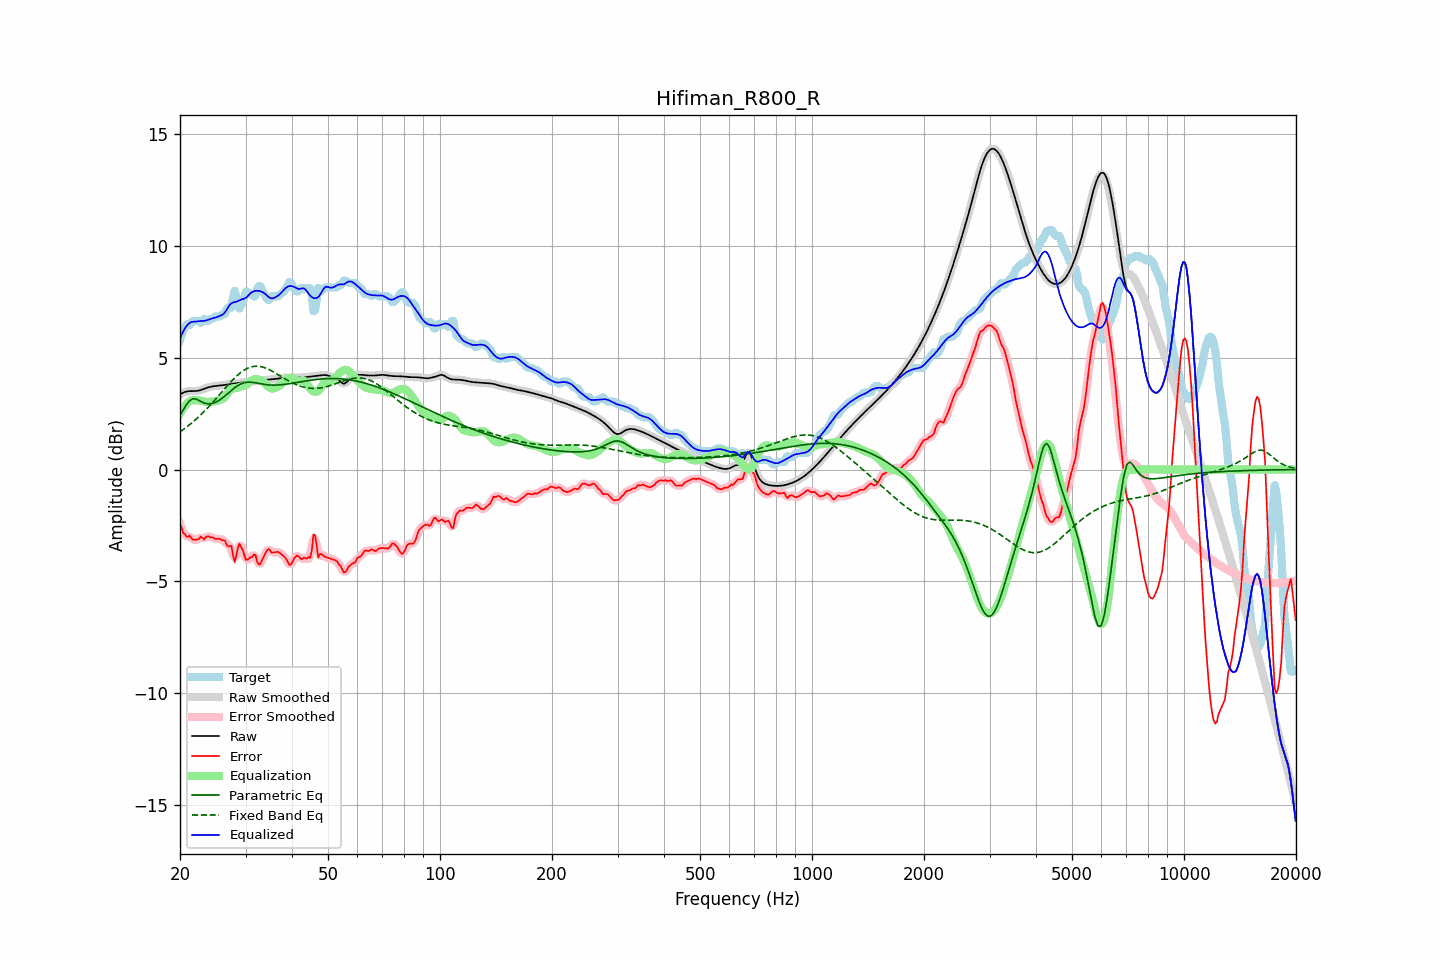 Hifiman_R800_R
Amplitude (dBr)
15
10
5
0
−5
−10
−15
Target
Raw Smoothed
Error Smoothed
Raw
Error
Equalization
Parametric Eq
Fixed Band Eq
Equalized
20 50 100 200 500 1000 2000 5000 10000 20000
Frequency (Hz)